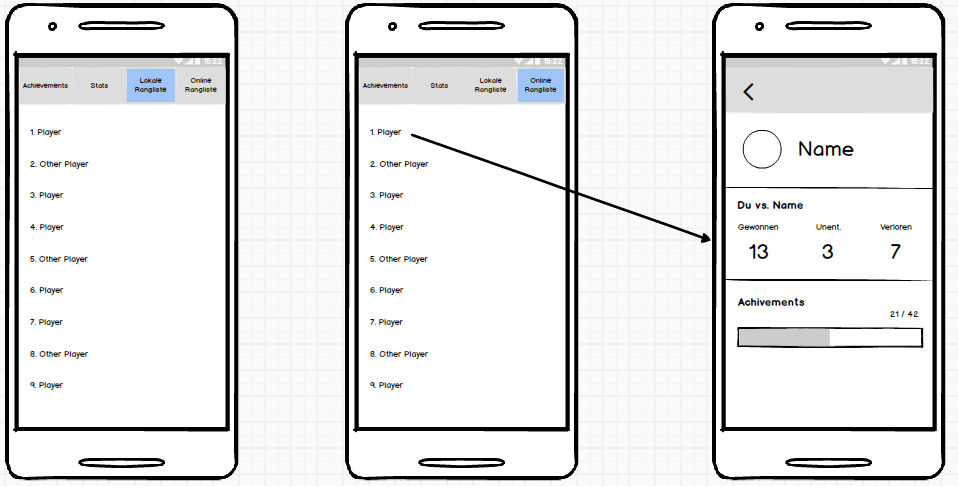 15:22
Achievements
Stats
Lokale
Rangliste
Online
Rangliste
1. Player
2. Other Player
3. Player
4. Player
5. Other Player
6. Player
7. Player
8. Other Player
9. Player
15:22
Achievements
Stats
Lokale
Rangliste
Online
Rangliste
1. Player
2. Other Player
3. Player
4. Player
5. Other Player
6. Player
7. Player
8. Other Player
9. Player
15:22
Name
Du vs. Name
Gewonnen Unent. Verloren
13 3 7
Achivements
21 / 42